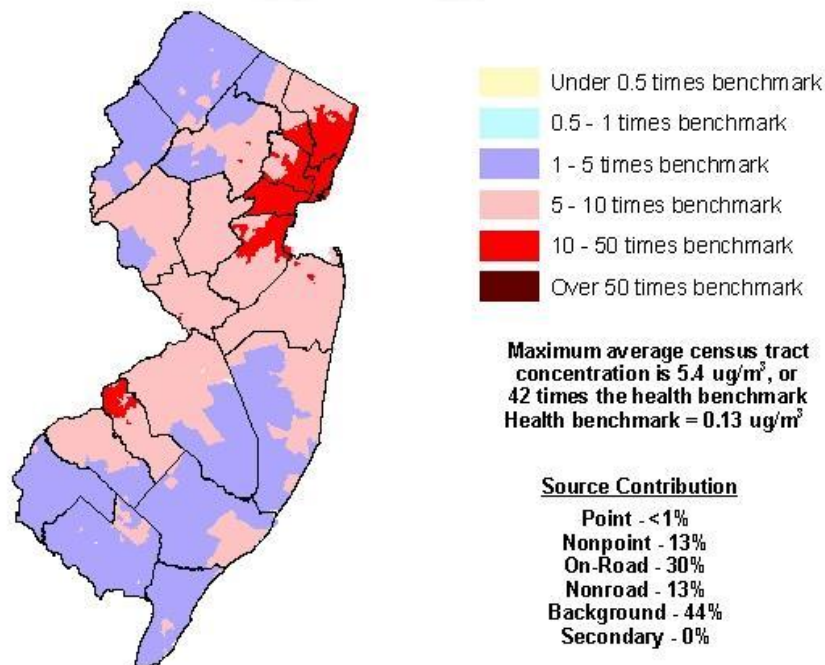 Under 0.5 times benchmark
0.5 - 1 times benchmark
1 - 5 times benchmark
5 - 10 times benchmark
10 - 50 times benchmark
Over 50 times benchmark
Maximum average census tract
concentration is 5.4 ug/m³, or
42 times the health benchmark
Health benchmark = 0.13 ug/m³
Source Contribution
Point - <1%
Nonpoint - 13%
On-Road - 30%
Nonroad - 13%
Background - 44%
Secondary - 0%